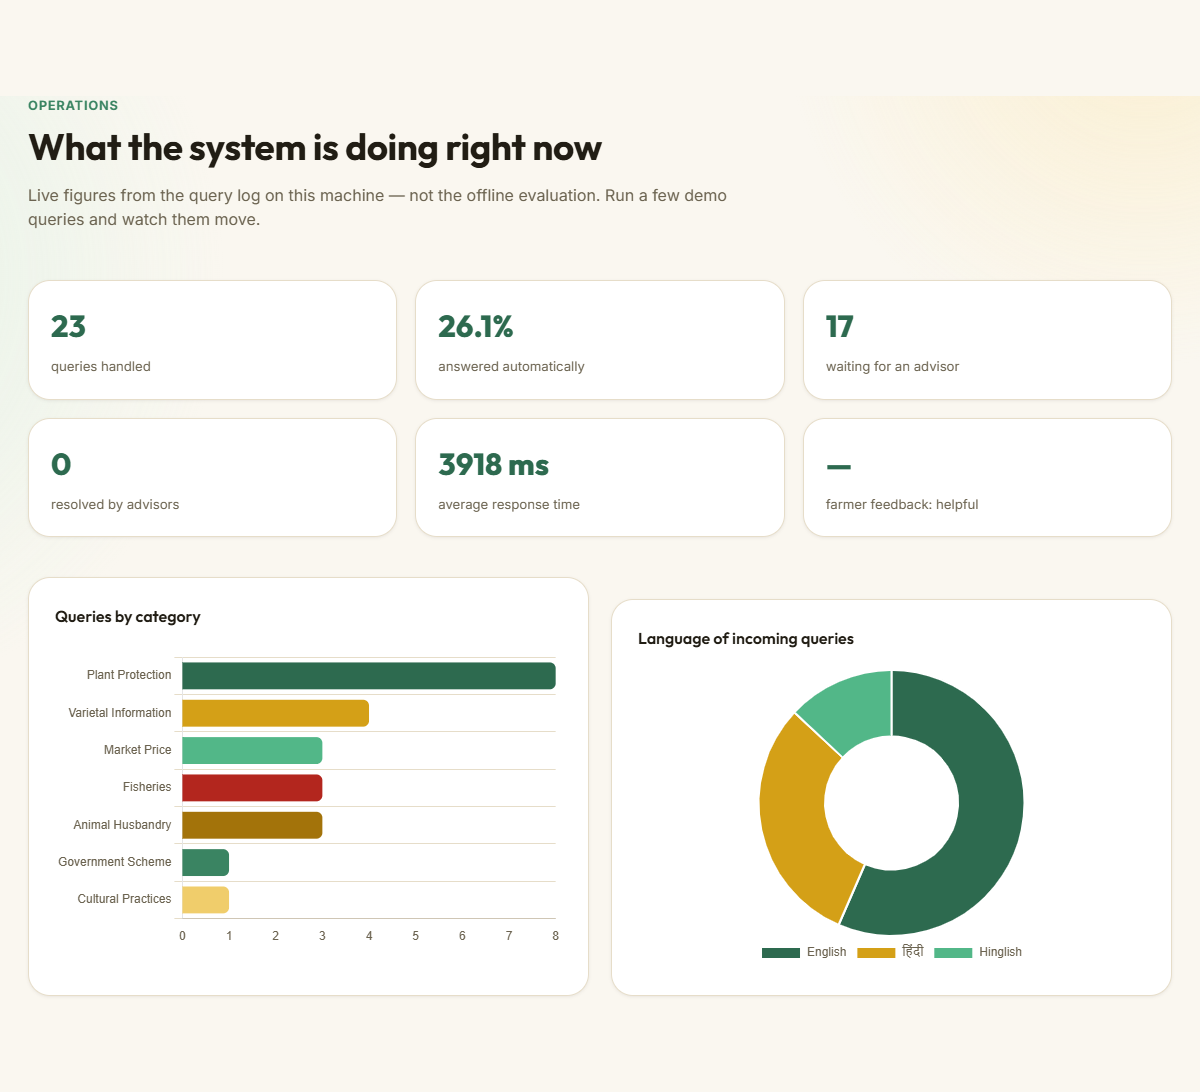 OPERATIONS
What the system is doing right now
Live figures from the query log on this machine — not the offline evaluation. Run a few demo
queries and watch them move.
23
queries handled
26.1%
answered automatically
17
waiting for an advisor
0
resolved by advisors
3918 ms
average response time
—
farmer feedback: helpful
Queries by category
Plant Protection
Varietal Information
Market Price
Fisheries
Animal Husbandry
Government Scheme
Cultural Practices
0 1 2 3 4 5 6 7 8
Language of incoming queries
English हिंदी Hinglish